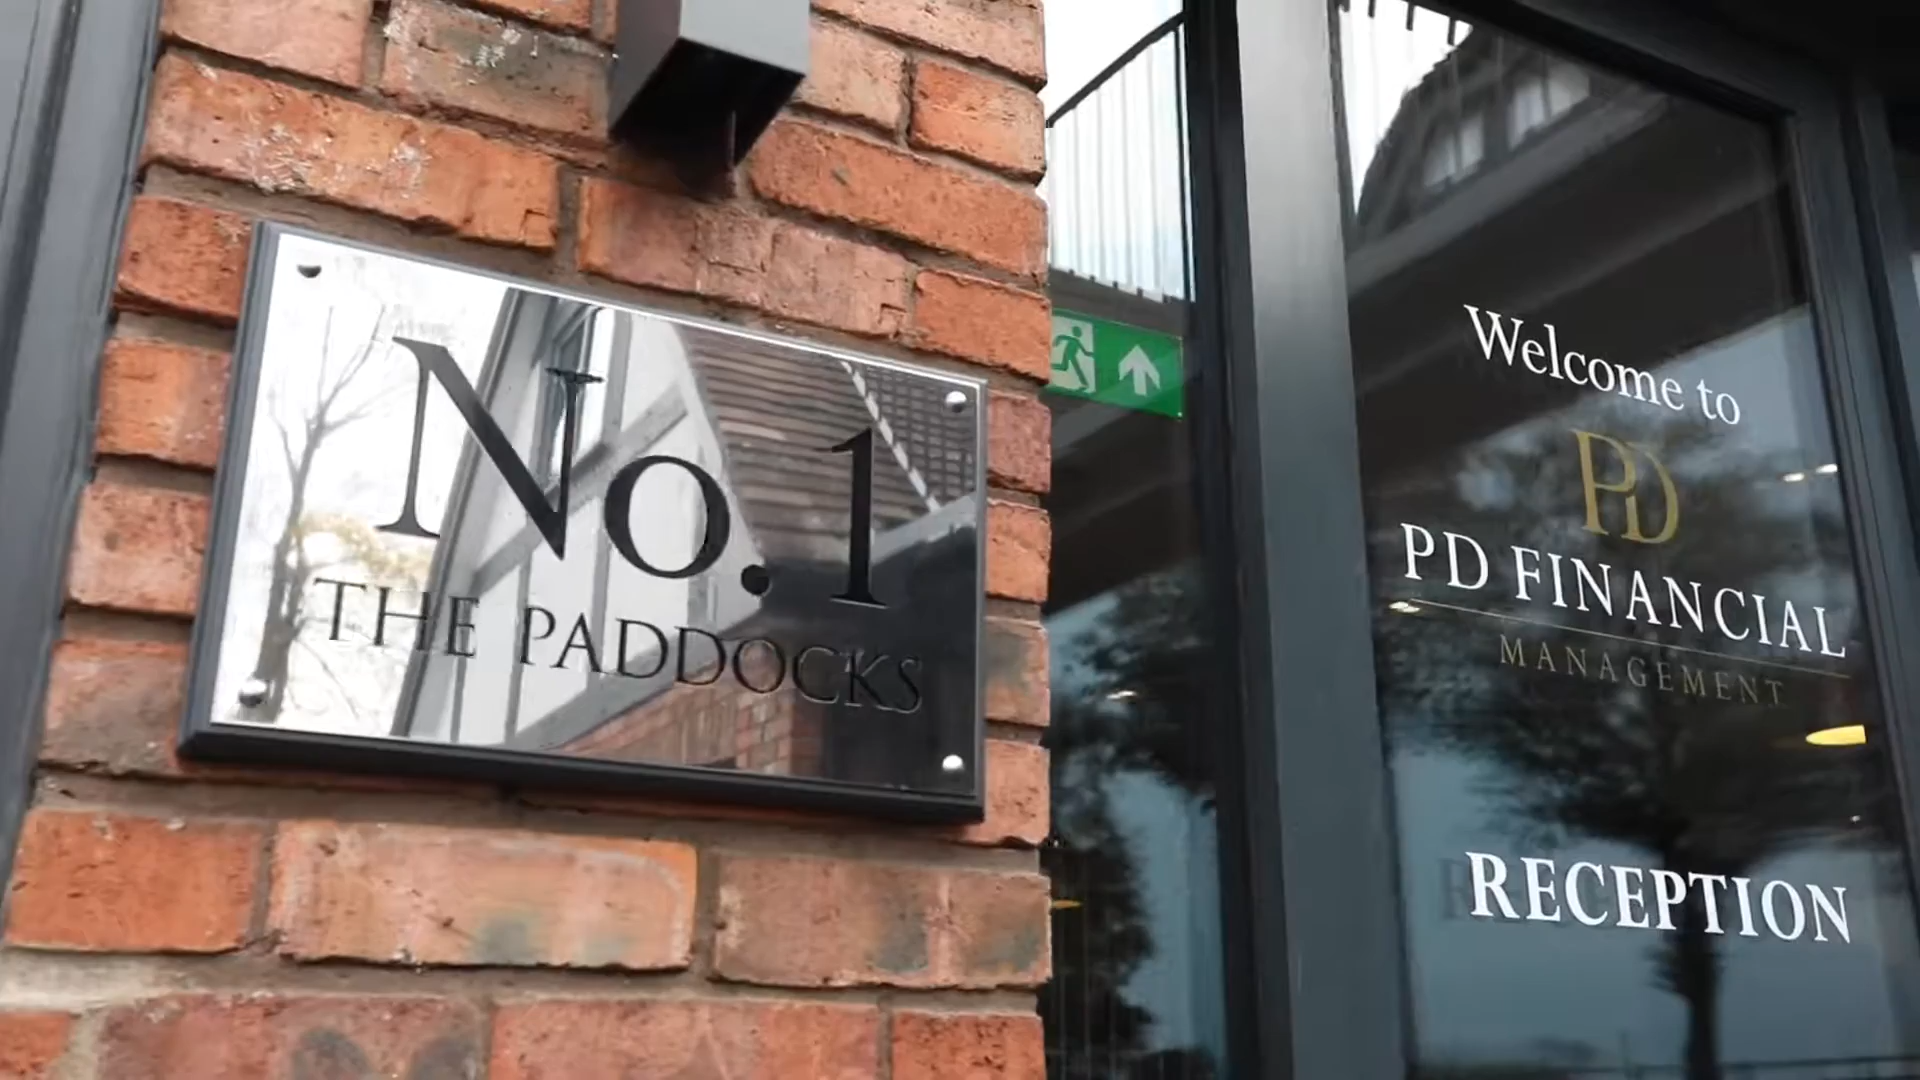 No.1
THE PADDOCKS
Welcome to
PD
PD FINANCIAL
MANAGEMENT
RECEPTION